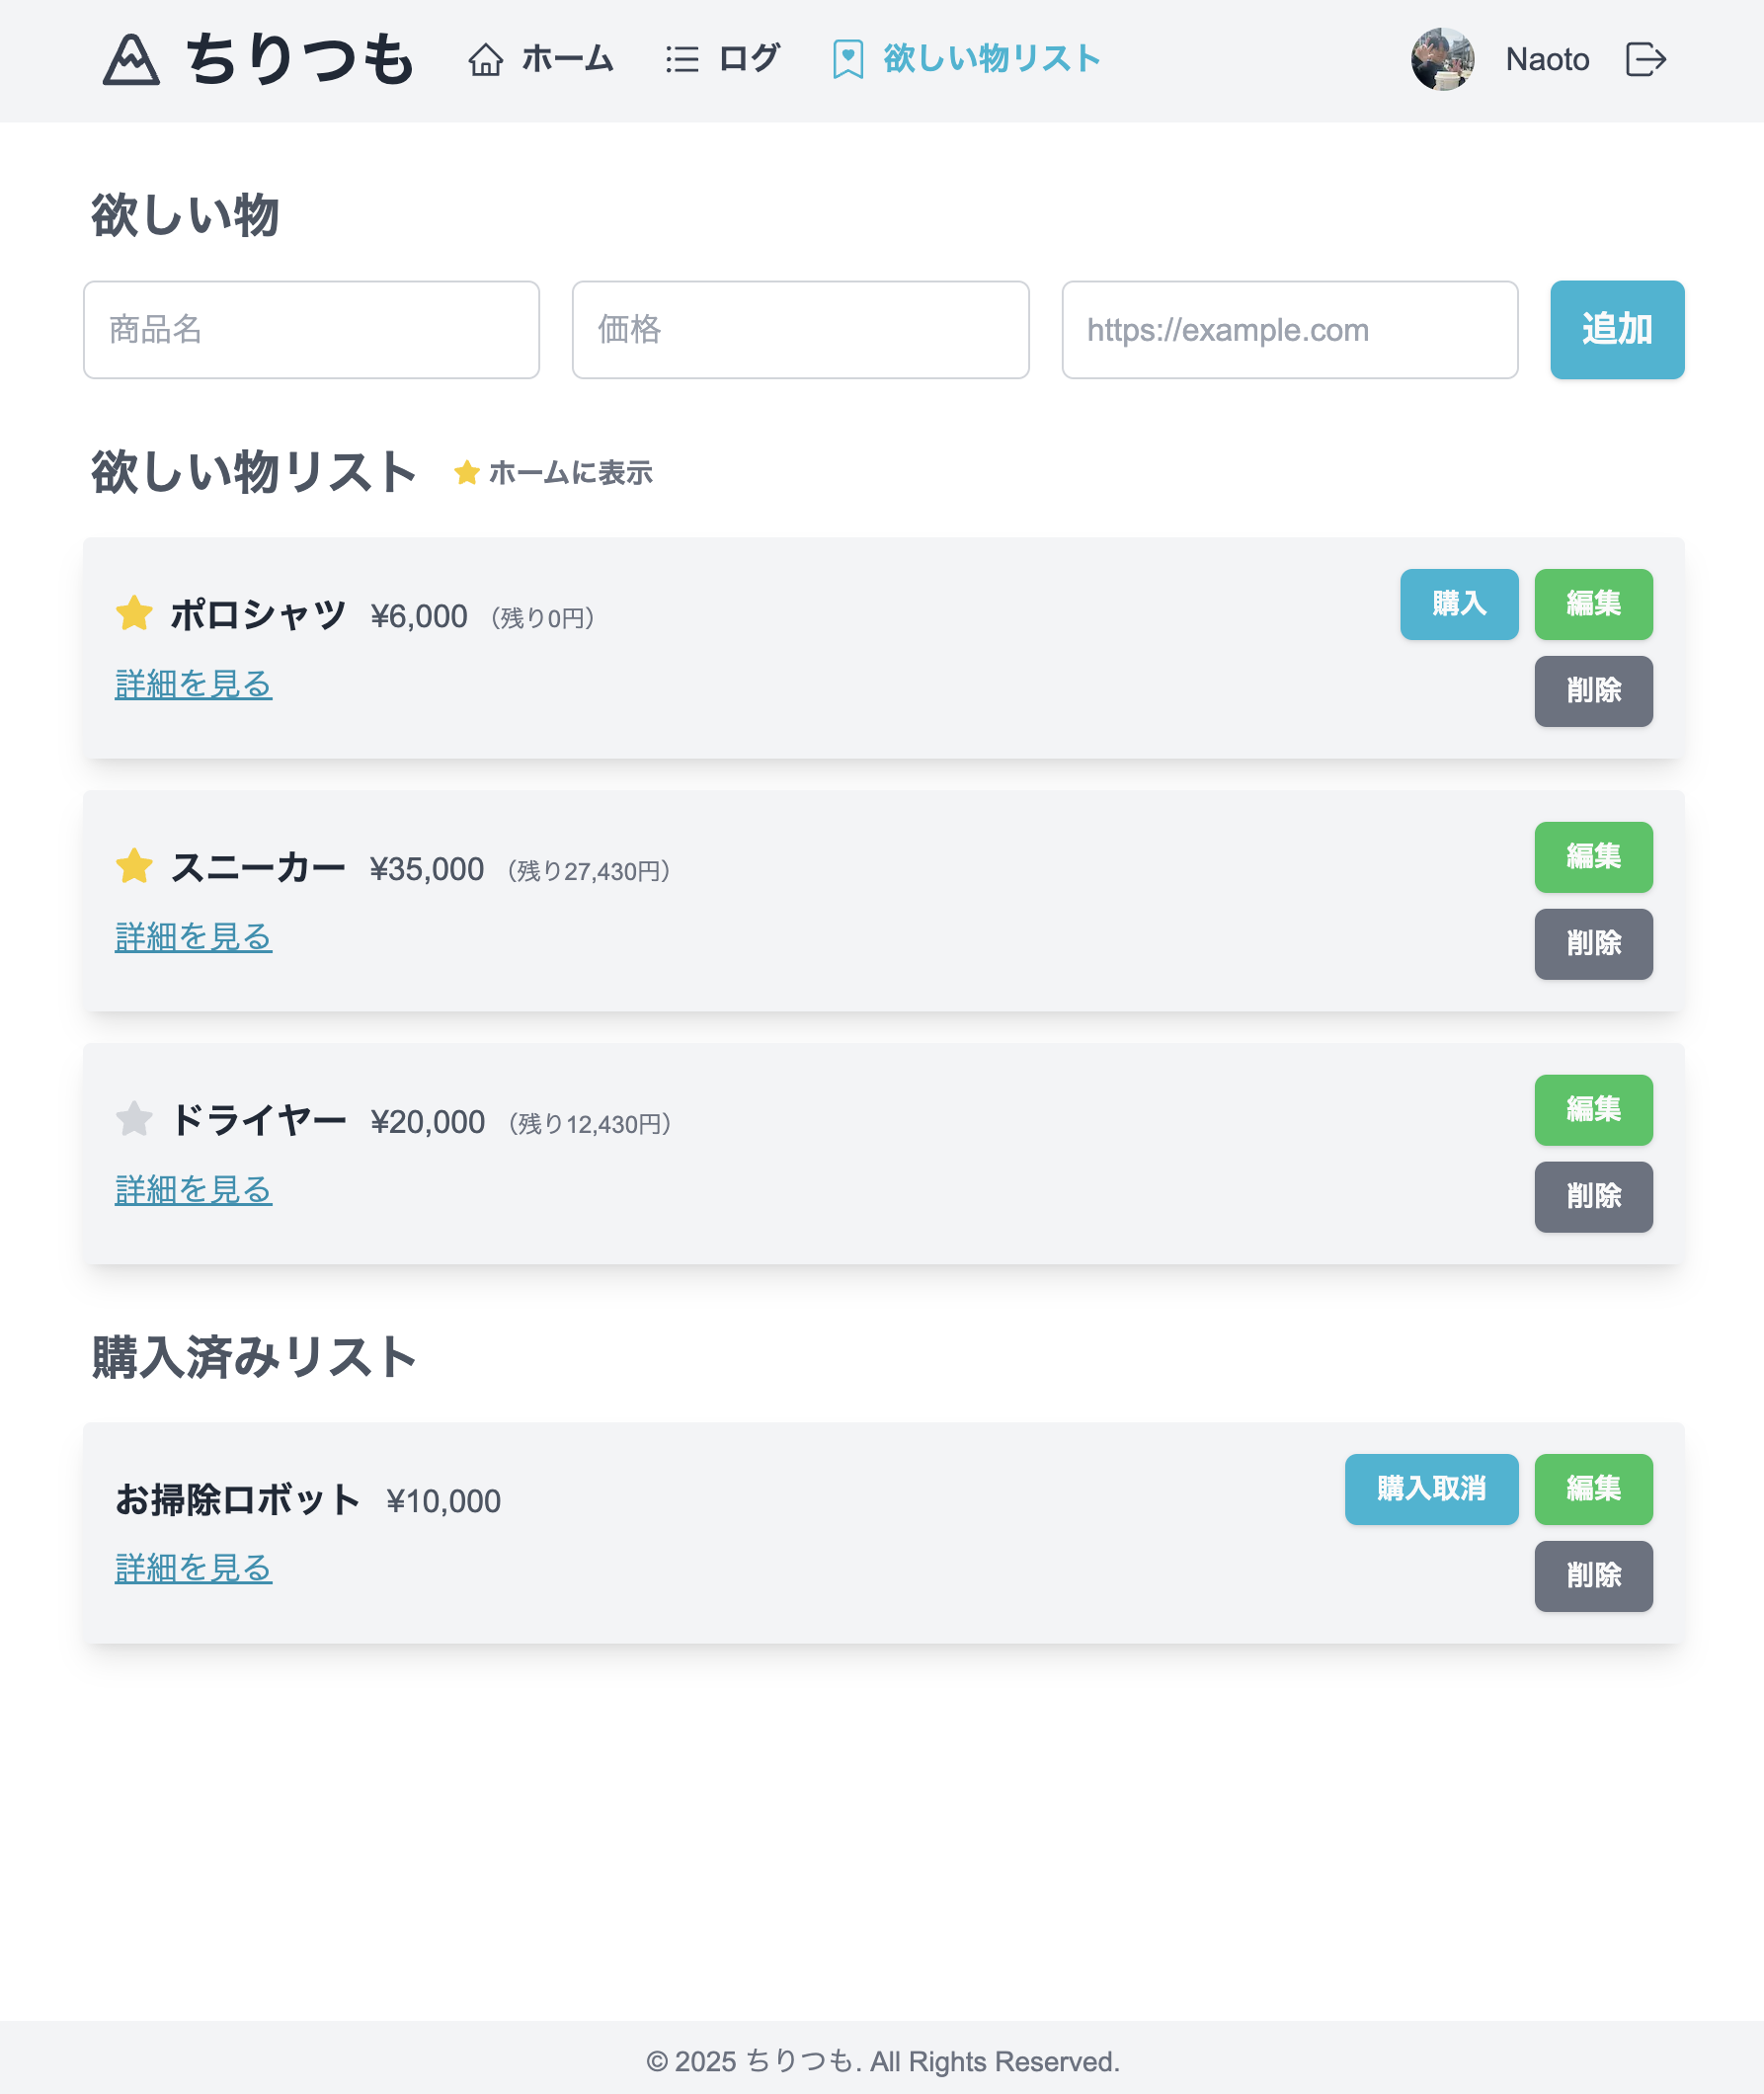 ちりつも ホーム ログ 欲しい物リスト Naoto
欲しい物
商品名 価格 https://example.com 追加
欲しい物リスト ホームに表示
ポロシャツ ¥6,000 （残り0円） 購入 編集
詳細を見る 削除
スニーカー ¥35,000 （残り27,430円） 編集
詳細を見る 削除
ドライヤー ¥20,000 （残り12,430円） 編集
詳細を見る 削除
購入済みリスト
お掃除ロボット ¥10,000 購入取消 編集
詳細を見る 削除
© 2025 ちりつも. All Rights Reserved.